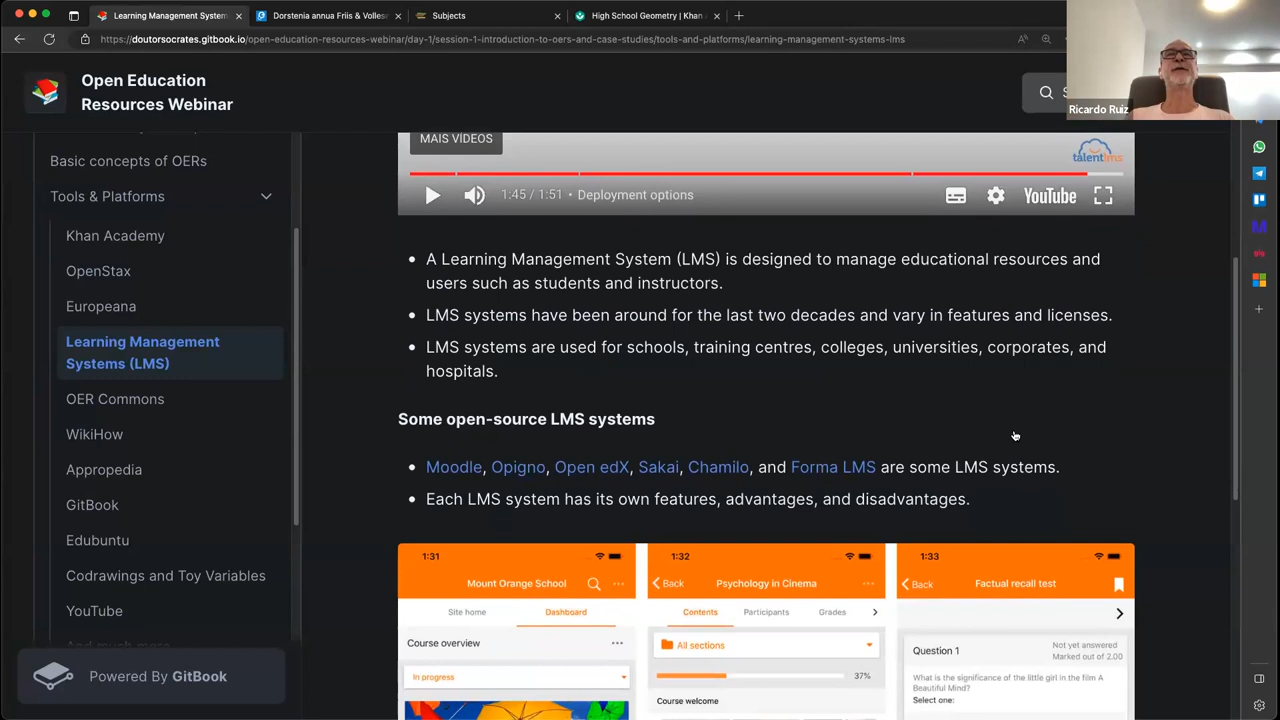 Learning Management System
Dorstenia annua Friis & Vollese
Subjects
High School Geometry | Khan A
https://doutorsocrates.gitbook.io/open-education-resources-webinar/day-1/session-1-introduction-to-oers-and-case-studies/tools-and-platforms/learning-management-systems-lms
Ricardo Ruiz
Open Education
Resources Webinar
Basic concepts of OERs
Tools & Platforms
Khan Academy
OpenStax
Europeana
Learning Management
Systems (LMS)
OER Commons
WikiHow
Appropedia
GitBook
Edubuntu
Codrawings and Toy Variables
YouTube
And much more
Powered By GitBook
MAIS VÍDEOS
talentlms
1:45 / 1:51 • Deployment options
YouTube
• A Learning Management System (LMS) is designed to manage educational resources and
users such as students and instructors.
• LMS systems have been around for the last two decades and vary in features and licenses.
• LMS systems are used for schools, training centres, colleges, universities, corporates, and
hospitals.
Some open-source LMS systems
• Moodle, Opigno, Open edX, Sakai, Chamilo, and Forma LMS are some LMS systems.
• Each LMS system has its own features, advantages, and disadvantages.
1:31
Mount Orange School
Site home Dashboard
Course overview
In progress
1:32
Back Psychology in Cinema
Contents Participants Grades
All sections
37%
Course welcome
1:33
Back Factual recall test
Question 1
Not yet answered
Marked out of 2.00
What is the significance of the little girl in the film A
Beautiful Mind?
Select one: